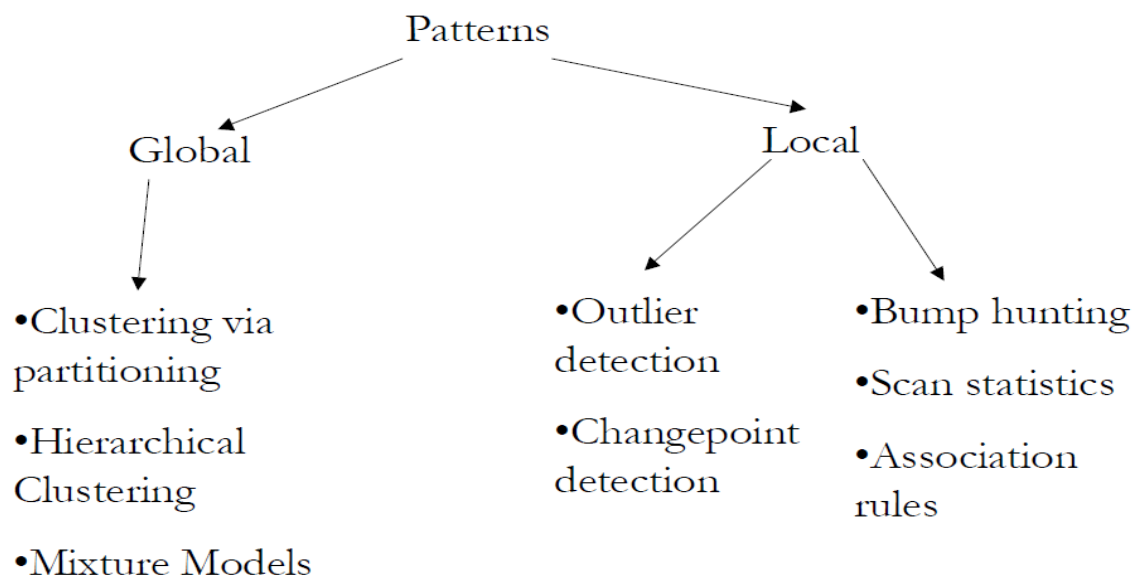 Patterns
Global
Local
•Clustering via
partitioning
•Hierarchical
Clustering
•Mixture Models
•Outlier
detection
•Changepoint
detection
•Bump hunting
•Scan statistics
•Association
rules